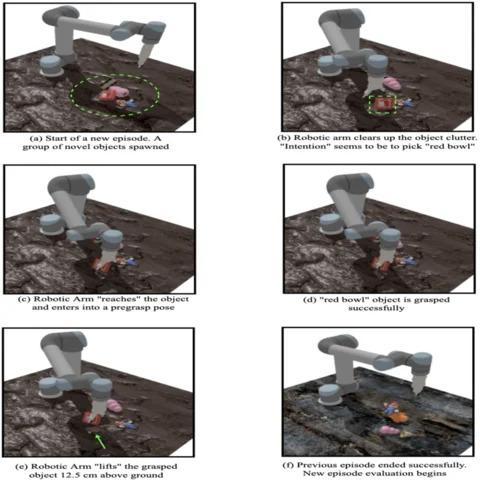 (a) Start of a new episode. A
group of novel objects spawned
(b) Robotic arm clears up the object clutter.
"Intention" seems to be to pick "red bowl"
(c) Robotic Arm "reaches" the object
and enters into a pregrasp pose
(d) "red bowl" object is grasped
successfully
(e) Robotic Arm "lifts" the grasped
object 12.5 cm above ground
(f) Previous episode ended successfully.
New episode evaluation begins